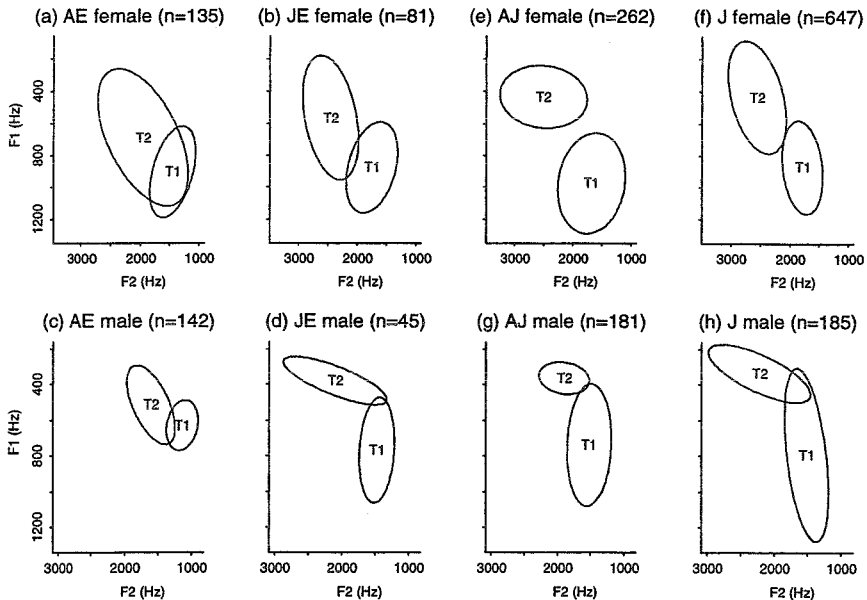 (a) AE female (n=135)
(b) JE female (n=81)
(e) AJ female (n=262)
(f) J female (n=647)
F1 (Hz)
400
800
1200
T2
T1
T2
T1
T2
T1
T2
T1
3000 2000 1000
3000 2000 1000
3000 2000 1000
3000 2000 1000
F2 (Hz)
F2 (Hz)
F2 (Hz)
F2 (Hz)
(c) AE male (n=142)
(d) JE male (n=45)
(g) AJ male (n=181)
(h) J male (n=185)
F1 (Hz)
400
800
1200
T2
T1
T2
T1
T2
T1
T2
T1
3000 2000 1000
3000 2000 1000
3000 2000 1000
3000 2000 1000
F2 (Hz)
F2 (Hz)
F2 (Hz)
F2 (Hz)